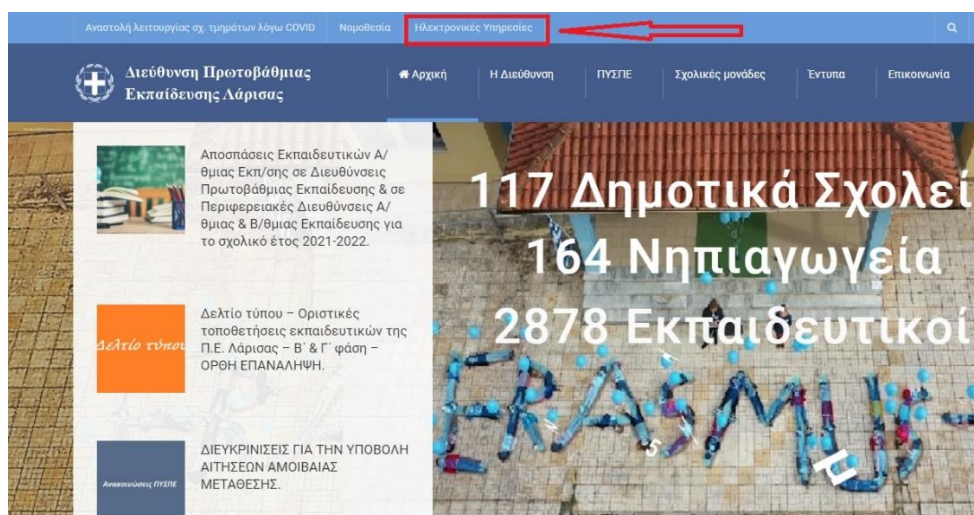 Αναστολή λειτουργίας σχ. τμημάτων λόγω COVID Νομοθεσία Ηλεκτρονικές Υπηρεσίες
Διεύθυνση Πρωτοβάθμιας
Εκπαίδευσης Λάρισας
Αρχική Η Διεύθυνση ΠΥΣΠΕ Σχολικές μονάδες Έντυπα Επικοινωνία
Αποσπάσεις Εκπαιδευτικών Α/
θμιας Εκπ/σης σε Διευθύνσεις
Πρωτοβάθμιας Εκπαίδευσης & σε
Περιφερειακές Διευθύνσεις Α/
θμιας & Β/θμιας Εκπαίδευσης για
το σχολικό έτος 2021-2022.
Δελτίο τύπου
Δελτίο τύπου – Οριστικές
τοποθετήσεις εκπαιδευτικών της
Π.Ε. Λάρισας – Β΄ & Γ΄ φάση –
ΟΡΘΗ ΕΠΑΝΑΛΗΨΗ.
Ανακοινώσεις ΠΥΣΠΕ
ΔΙΕΥΚΡΙΝΙΣΕΙΣ ΓΙΑ ΤΗΝ ΥΠΟΒΟΛΗ
ΑΙΤΗΣΕΩΝ ΑΜΟΙΒΑΙΑΣ
ΜΕΤΑΘΕΣΗΣ.
117 Δημοτικά Σχολεί
164 Νηπιαγωγεία
2878 Εκπαιδευτικοί
ERASMUS
5
μ